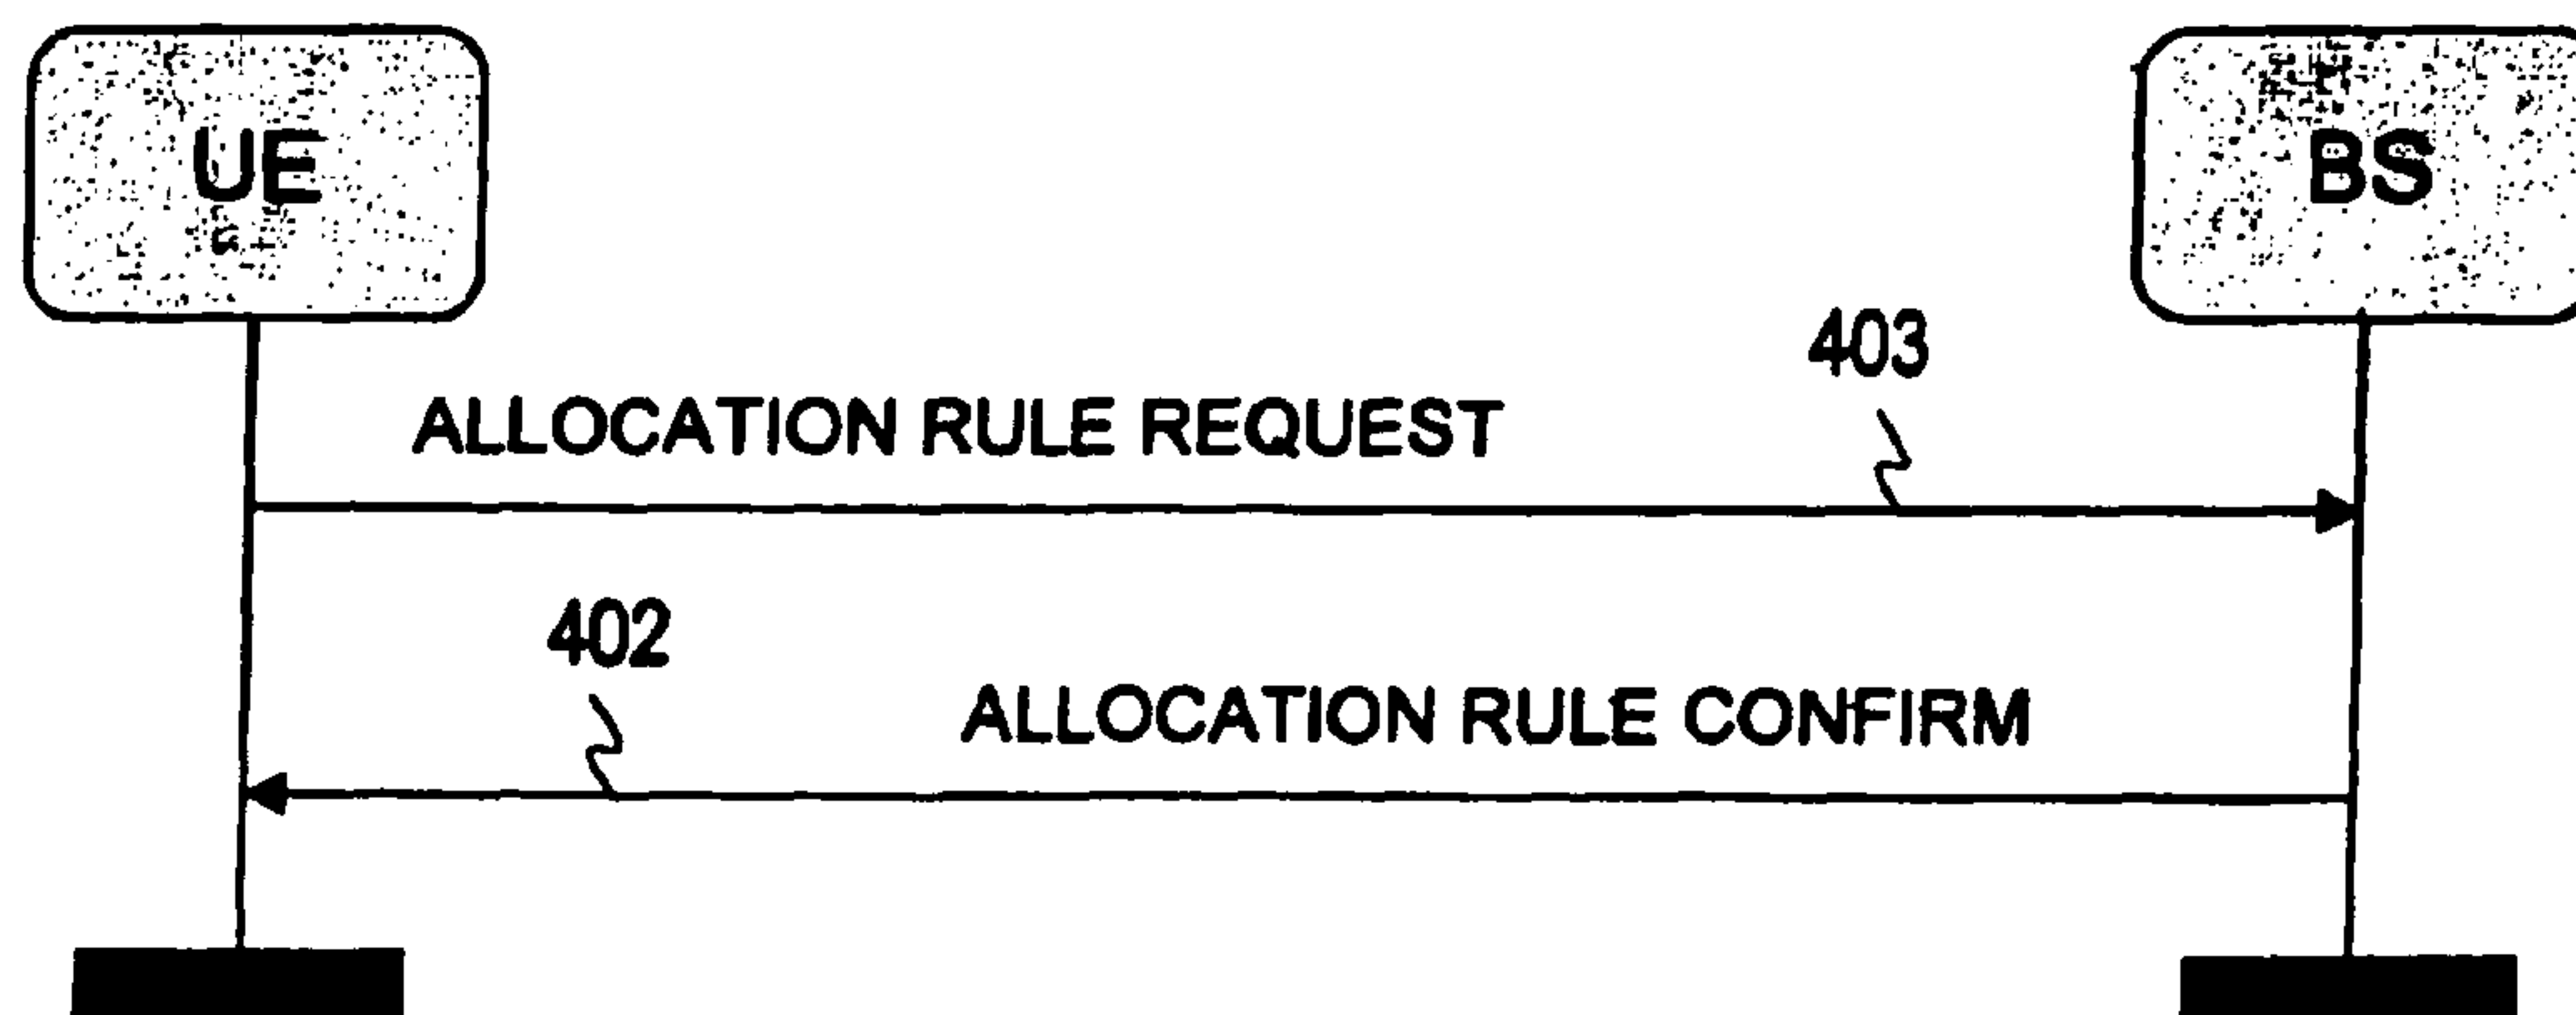 UE
BS
403
ALLOCATION RULE REQUEST
402
ALLOCATION RULE CONFIRM